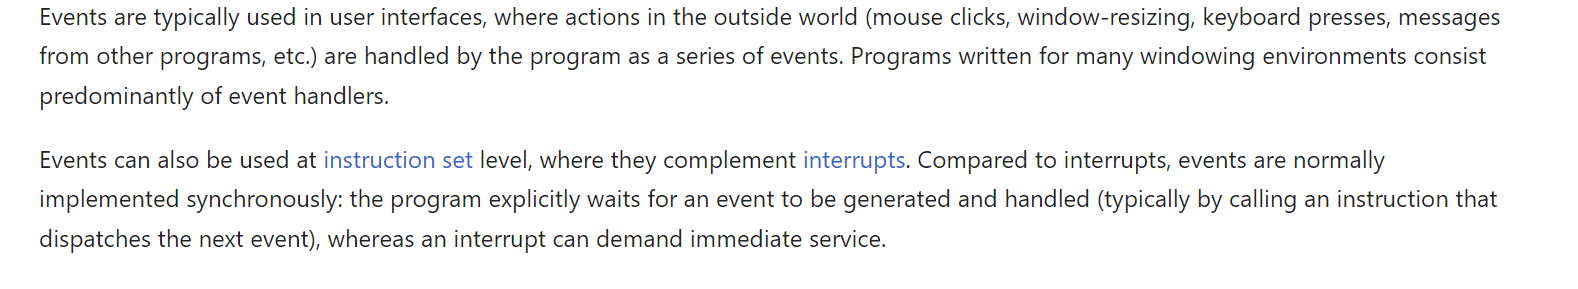 Events are typically used in user interfaces, where actions in the outside world (mouse clicks, window-resizing, keyboard presses, messages
from other programs, etc.) are handled by the program as a series of events. Programs written for many windowing environments consist
predominantly of event handlers.
Events can also be used at instruction set level, where they complement interrupts. Compared to interrupts, events are normally
implemented synchronously: the program explicitly waits for an event to be generated and handled (typically by calling an instruction that
dispatches the next event), whereas an interrupt can demand immediate service.